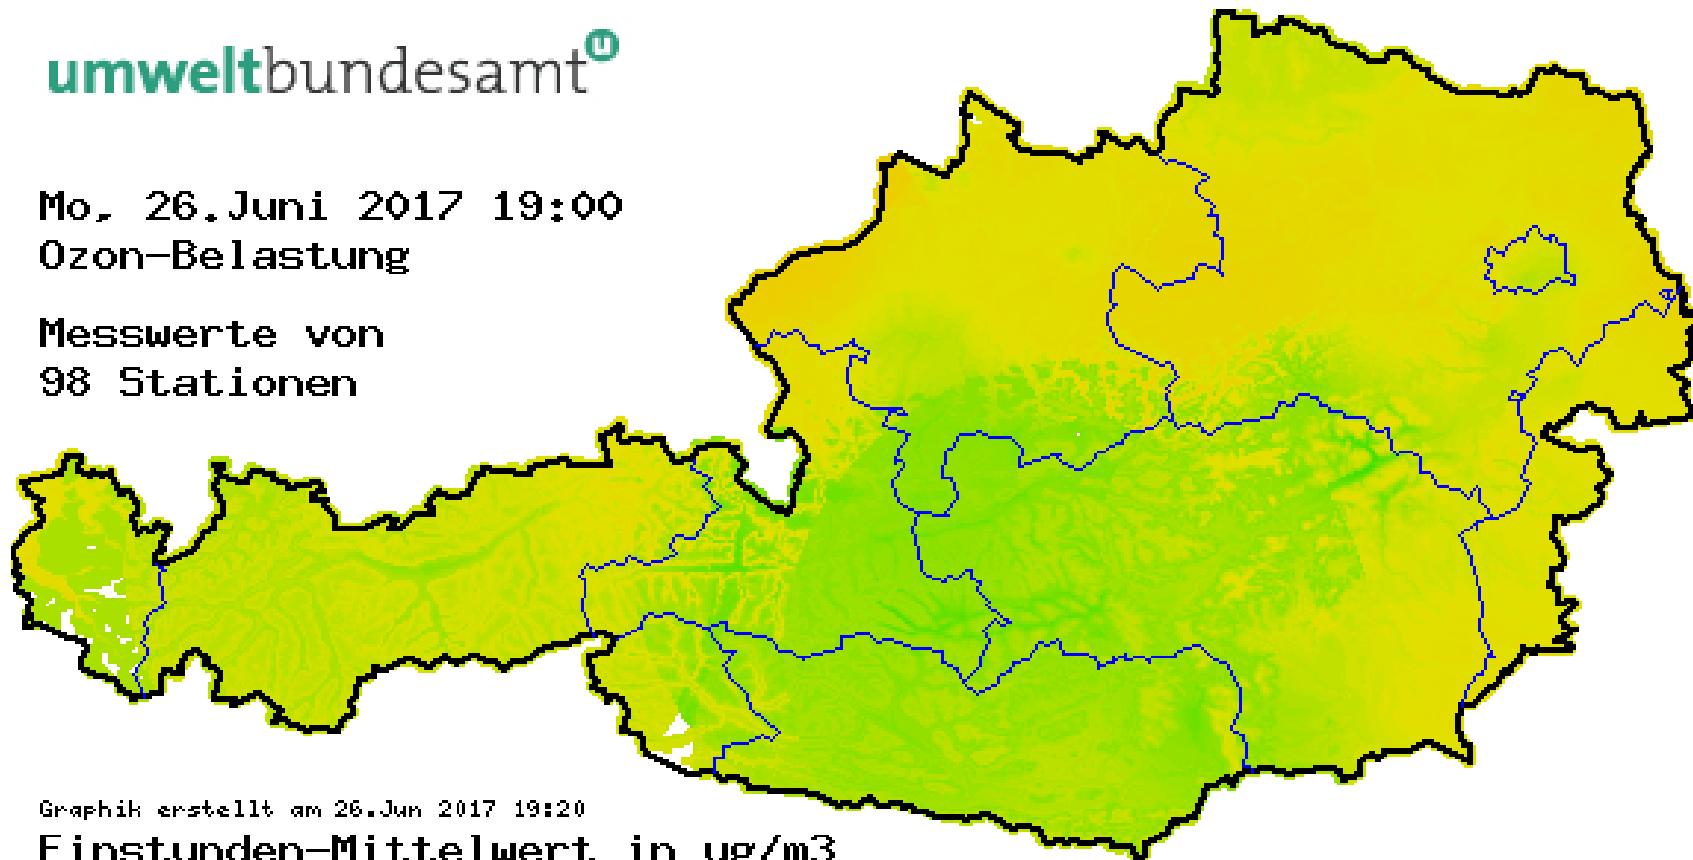 umweltbundesamt u
Mo, 26.Juni 2017 19:00
Ozon-Belastung
Messwerte von
98 Stationen
Graphik erstellt am 26.Jun 2017 19:20
Einstunden-Mittelwert in ug/m3